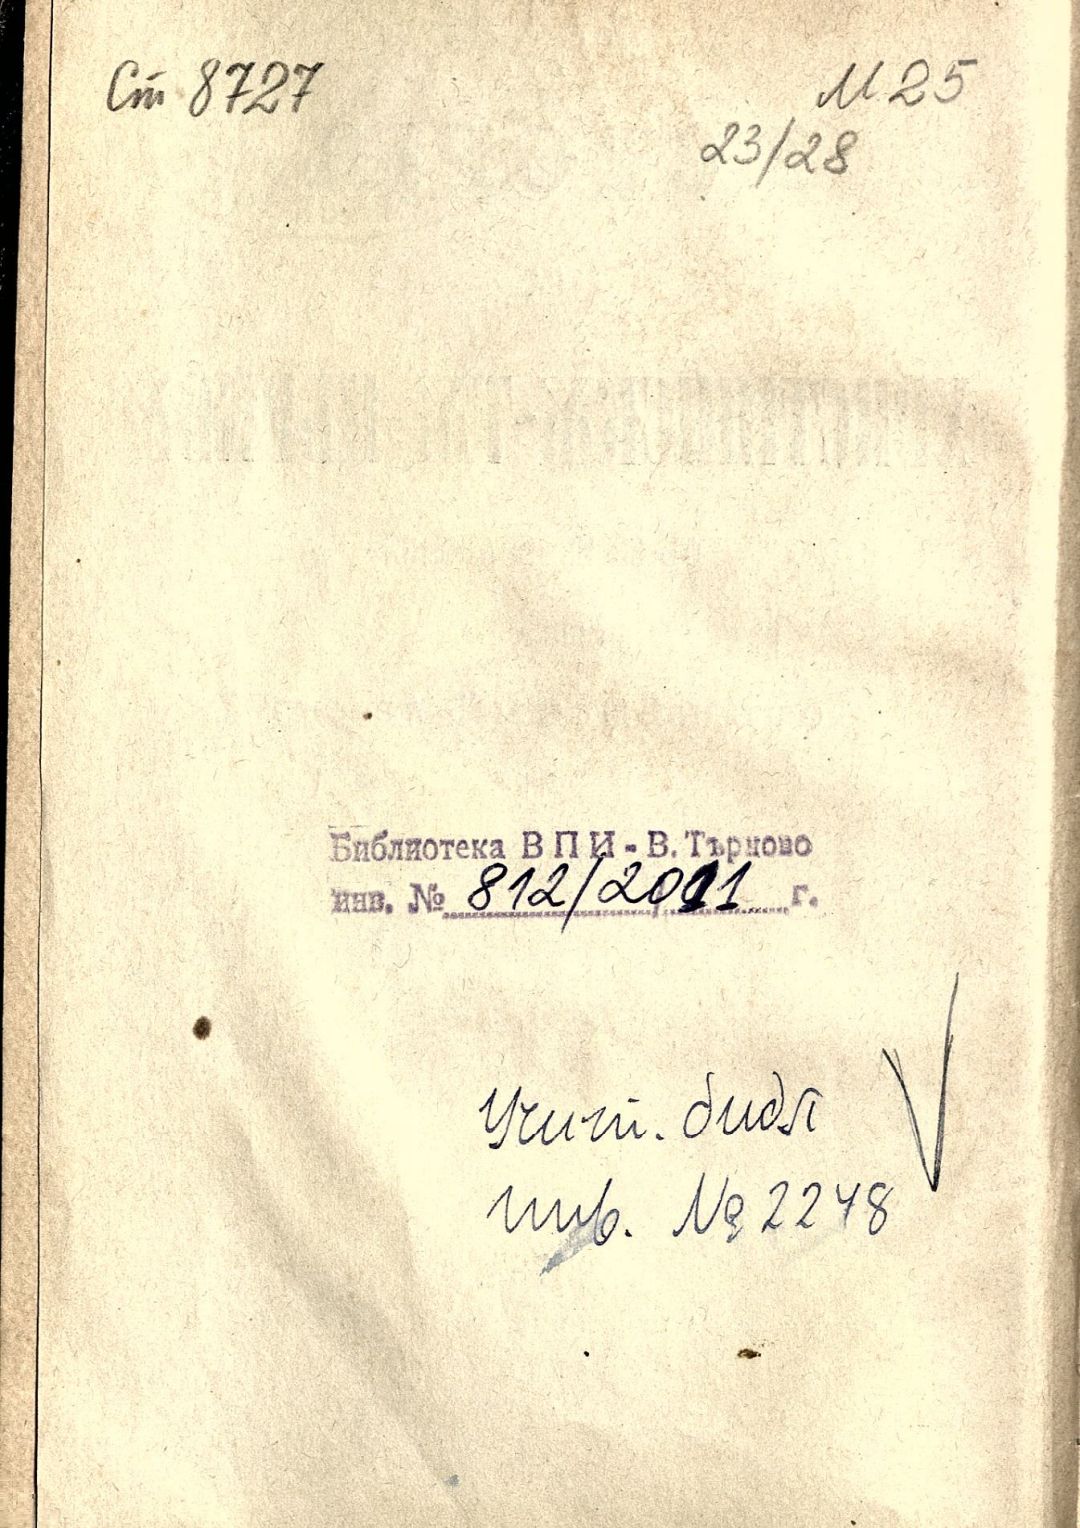 Ст 8727
М 25
23/28
Библиотека ВПИ - В. Търново
инв. № 812/2011 г.
Учит. библ
инв. № 2248